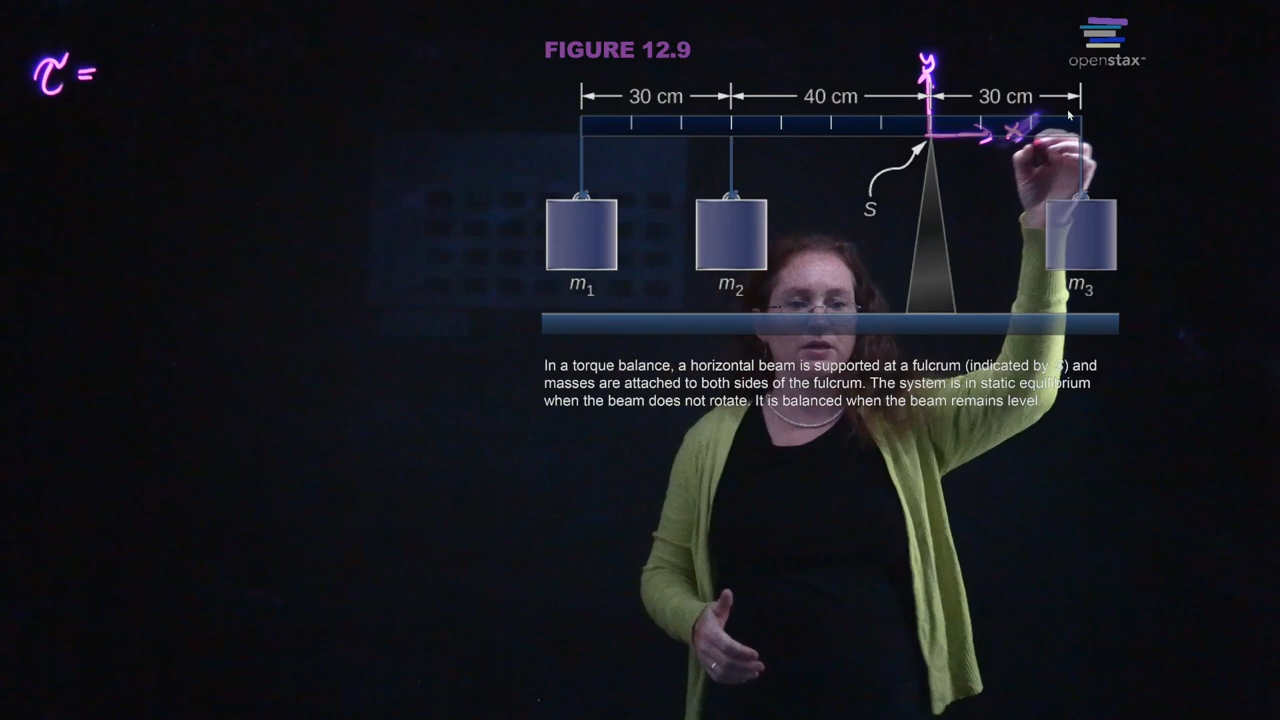 τ =
FIGURE 12.9
openstax™
y
30 cm 40 cm 30 cm
x
S
m1 m2 m3
In a torque balance, a horizontal beam is supported at a fulcrum (indicated by S) and
masses are attached to both sides of the fulcrum. The system is in static equilibrium
when the beam does not rotate. It is balanced when the beam remains level.